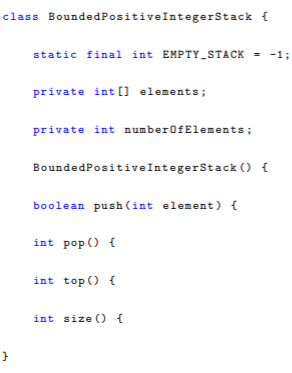 class BoundedPositiveIntegerStack {
static final int EMPTY_STACK = -1;
private int[] elements;
private int numberOfElements;
BoundedPositiveIntegerStack() {
boolean push(int element) {
int pop() {
int top() {
int size() {
}